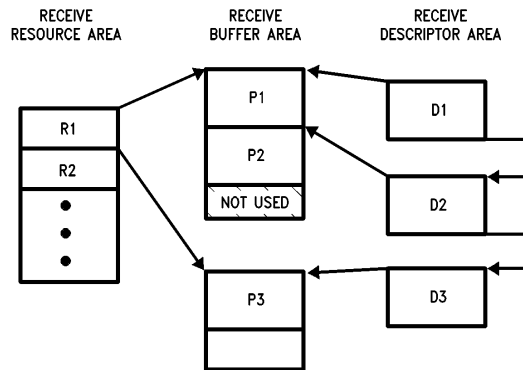 RECEIVE
RESOURCE AREA
RECEIVE
BUFFER AREA
RECEIVE
DESCRIPTOR AREA
R1
R2
P1
P2
NOT USED
P3
D1
D2
D3